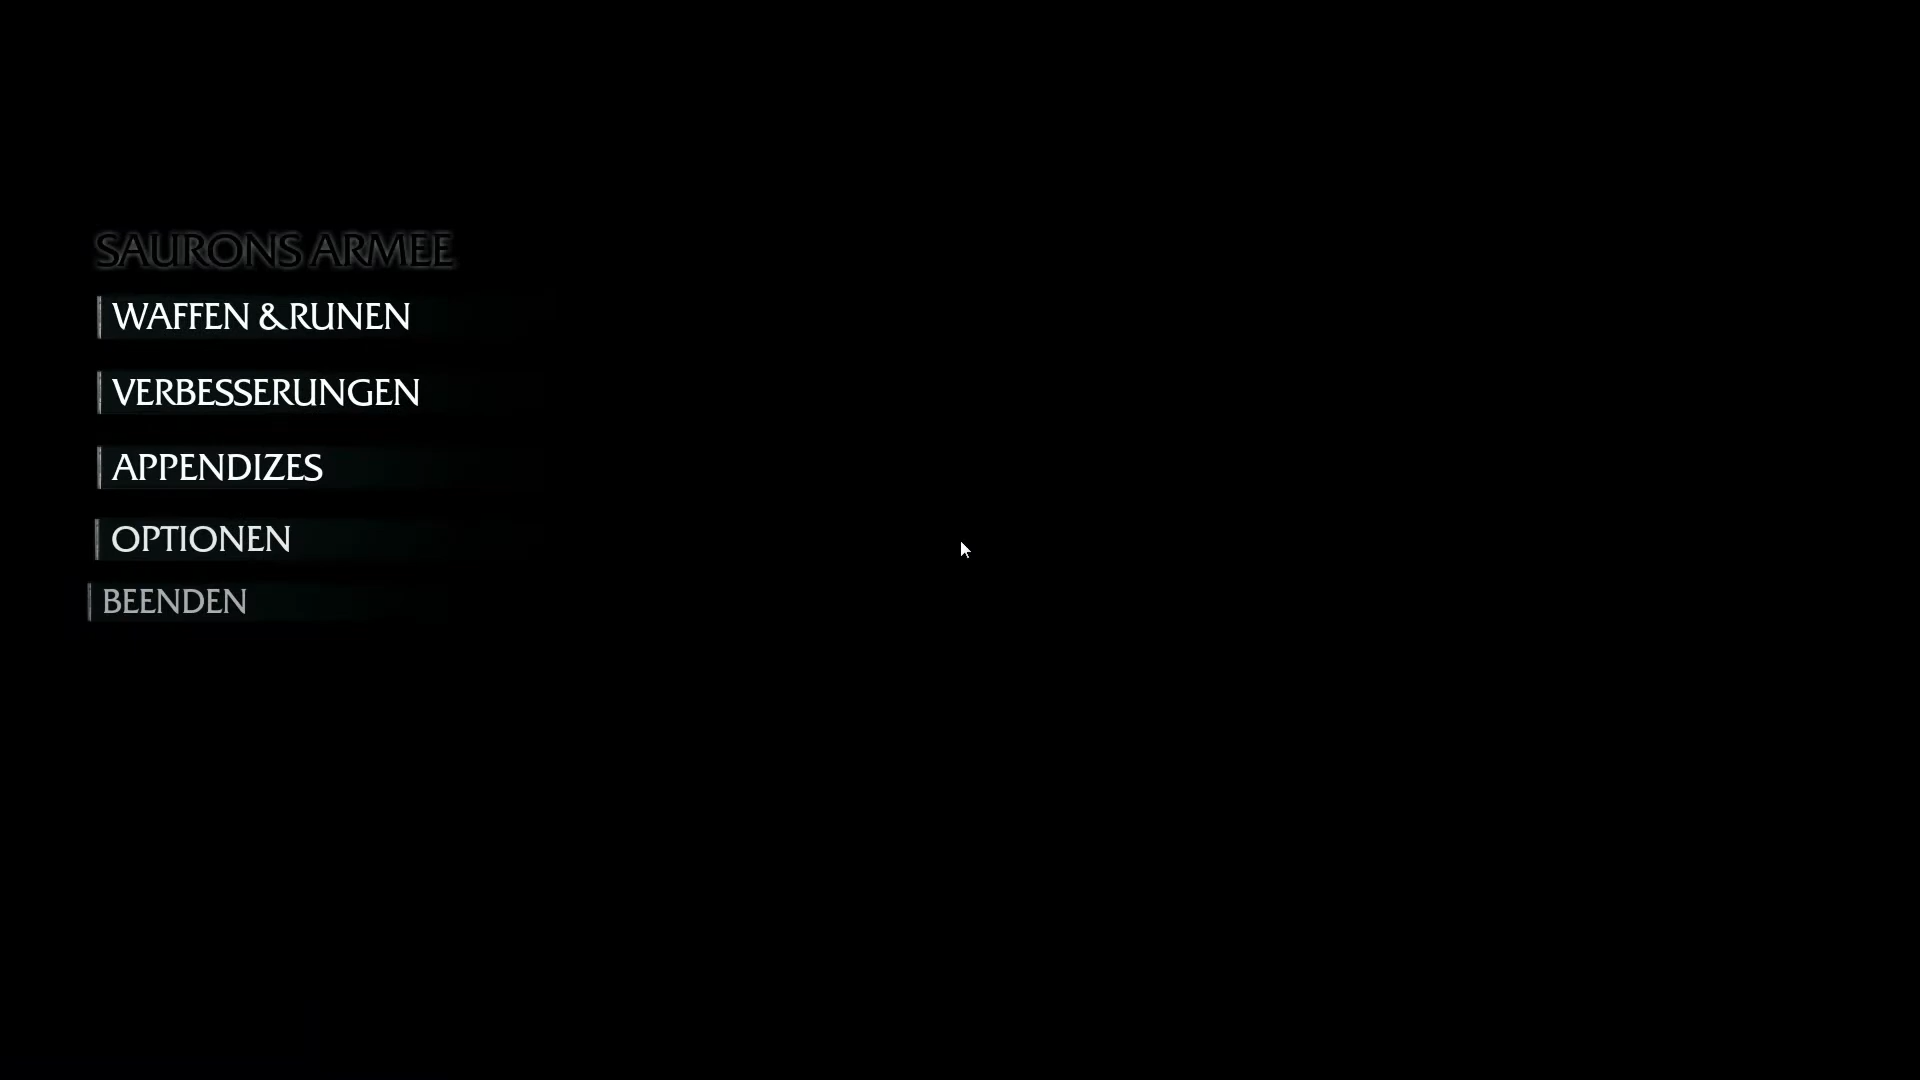 SAURONS ARMEE
WAFFEN & RUNEN
VERBESSERUNGEN
APPENDIZES
OPTIONEN
BEENDEN